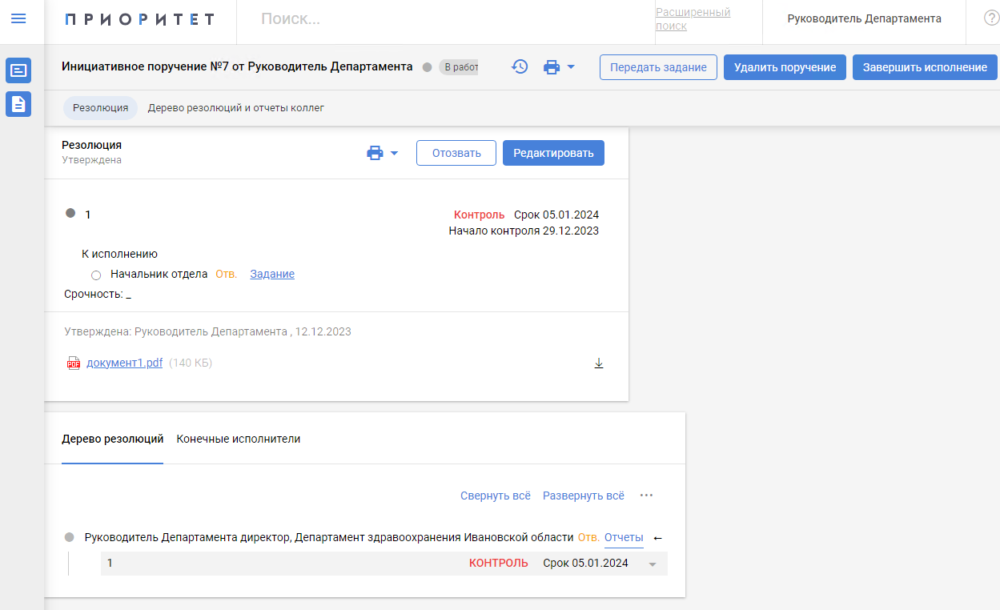 ПРИОРИТЕТ
Поиск...
Расширенный
поиск
Руководитель Департамента
?
Инициативное поручение №7 от Руководитель Департамента
В работ
Передать задание
Удалить поручение
Завершить исполнение
Резолюция
Дерево резолюций и отчеты коллег
Резолюция
Утверждена
Отозвать
Редактировать
1
Контроль Срок 05.01.2024
Начало контроля 29.12.2023
К исполнению
Начальник отдела Отв. Задание
Срочность: _
Утверждена: Руководитель Департамента , 12.12.2023
PDF документ1.pdf (140 КБ)
Дерево резолюций Конечные исполнители
Свернуть всё Развернуть всё ...
Руководитель Департамента директор, Департамент здравоохранения Ивановской области Отв. Отчеты ←
1 КОНТРОЛЬ Срок 05.01.2024